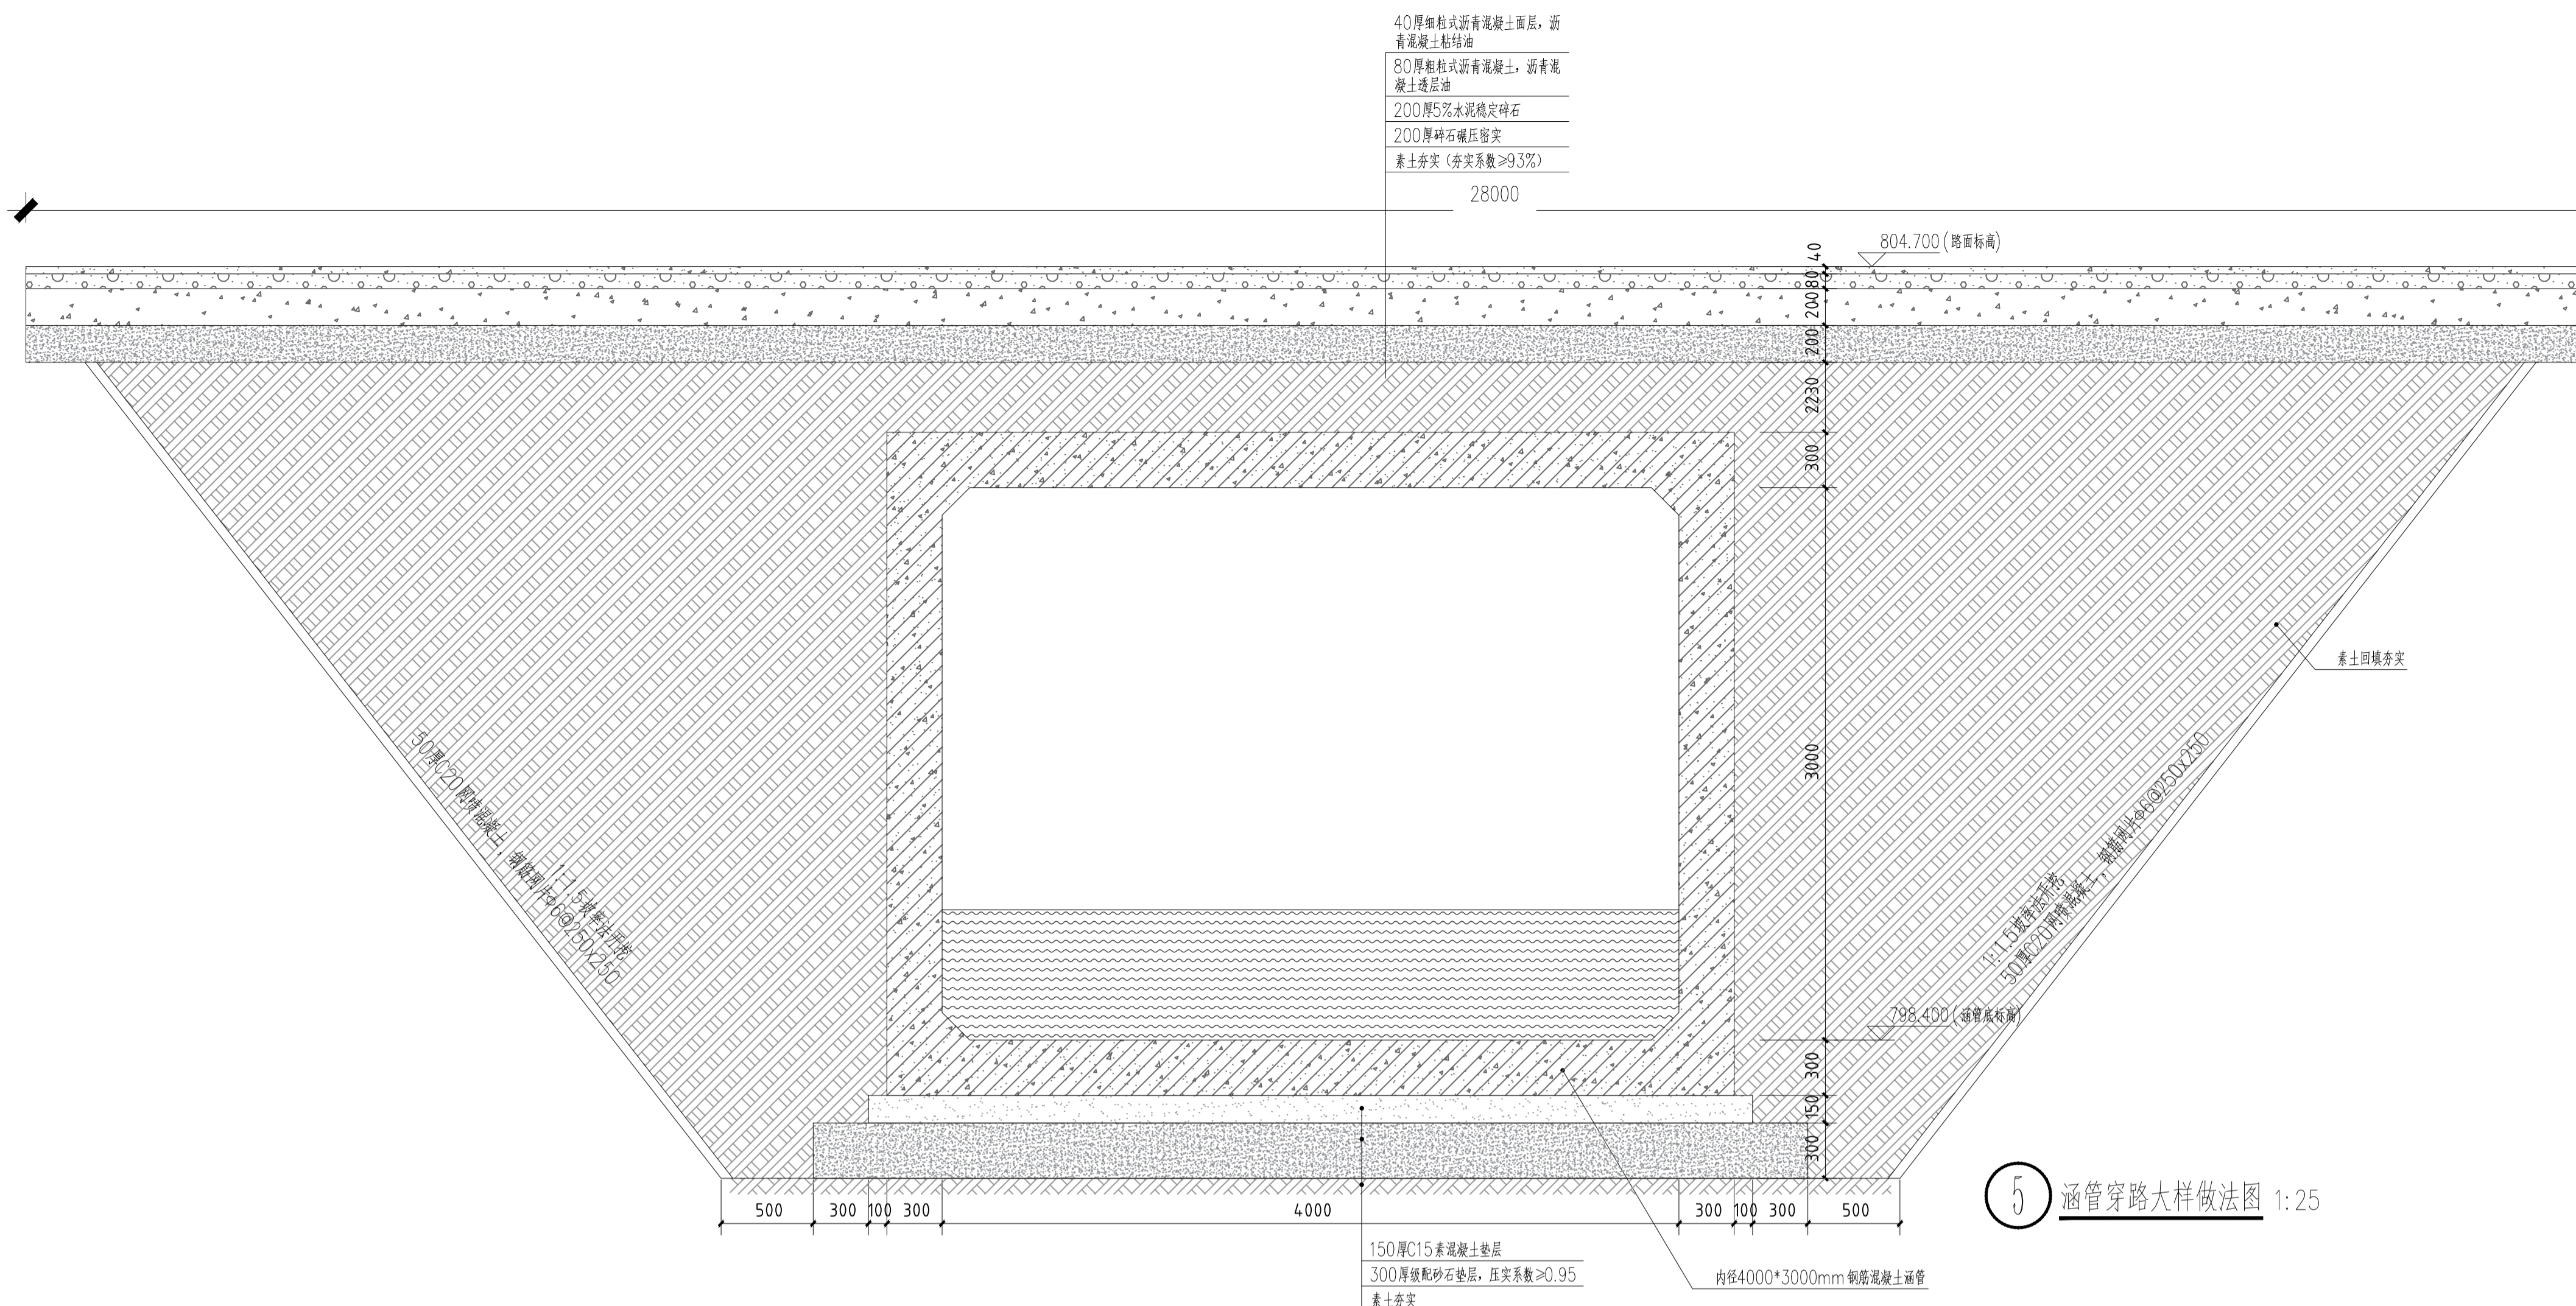 40厚细粒式沥青混凝土面层，沥
青混凝土粘结油
80厚粗粒式沥青混凝土，沥青混
凝土透层油
200厚5%水泥稳定碎石
200厚碎石碾压密实
素土夯实（夯实系数≥93%）
28000
804.700(路面标高)
40
80
200
200
2230
300
3000
300
150
300
素土回填夯实
50厚C20网喷混凝土，钢筋网片Φ6@250x250
1:1.5坡率法开挖
1:1.5坡率法开挖
50厚C20网喷混凝土，钢筋网片Φ6@250x250
798.400(涵管底标高)
500
300
100
300
4000
300
100
300
500
150厚C15素混凝土垫层
300厚级配砂石垫层，压实系数≥0.95
素土夯实
内径4000*3000mm钢筋混凝土涵管
5 涵管穿路大样做法图 1:25